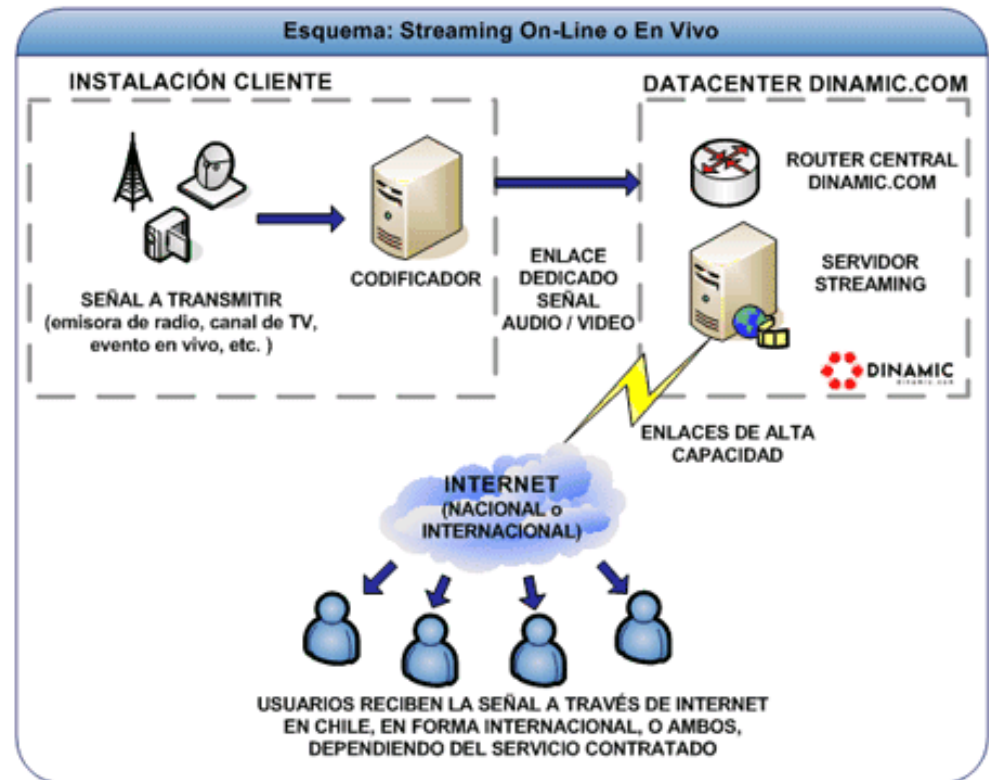 Esquema: Streaming On-Line o En Vivo
INSTALACIÓN CLIENTE
DATACENTER DINAMIC.COM
ROUTER CENTRAL
DINAMIC.COM
CODIFICADOR
ENLACE
DEDICADO
SEÑAL
AUDIO / VIDEO
SERVIDOR
STREAMING
SEÑAL A TRANSMITIR
(emisora de radio, canal de TV,
evento en vivo, etc. )
DINAMIC
dinamic.com
ENLACES DE ALTA
CAPACIDAD
INTERNET
(NACIONAL o
INTERNACIONAL)
USUARIOS RECIBEN LA SEÑAL A TRAVÉS DE INTERNET
EN CHILE, EN FORMA INTERNACIONAL, O AMBOS,
DEPENDIENDO DEL SERVICIO CONTRATADO